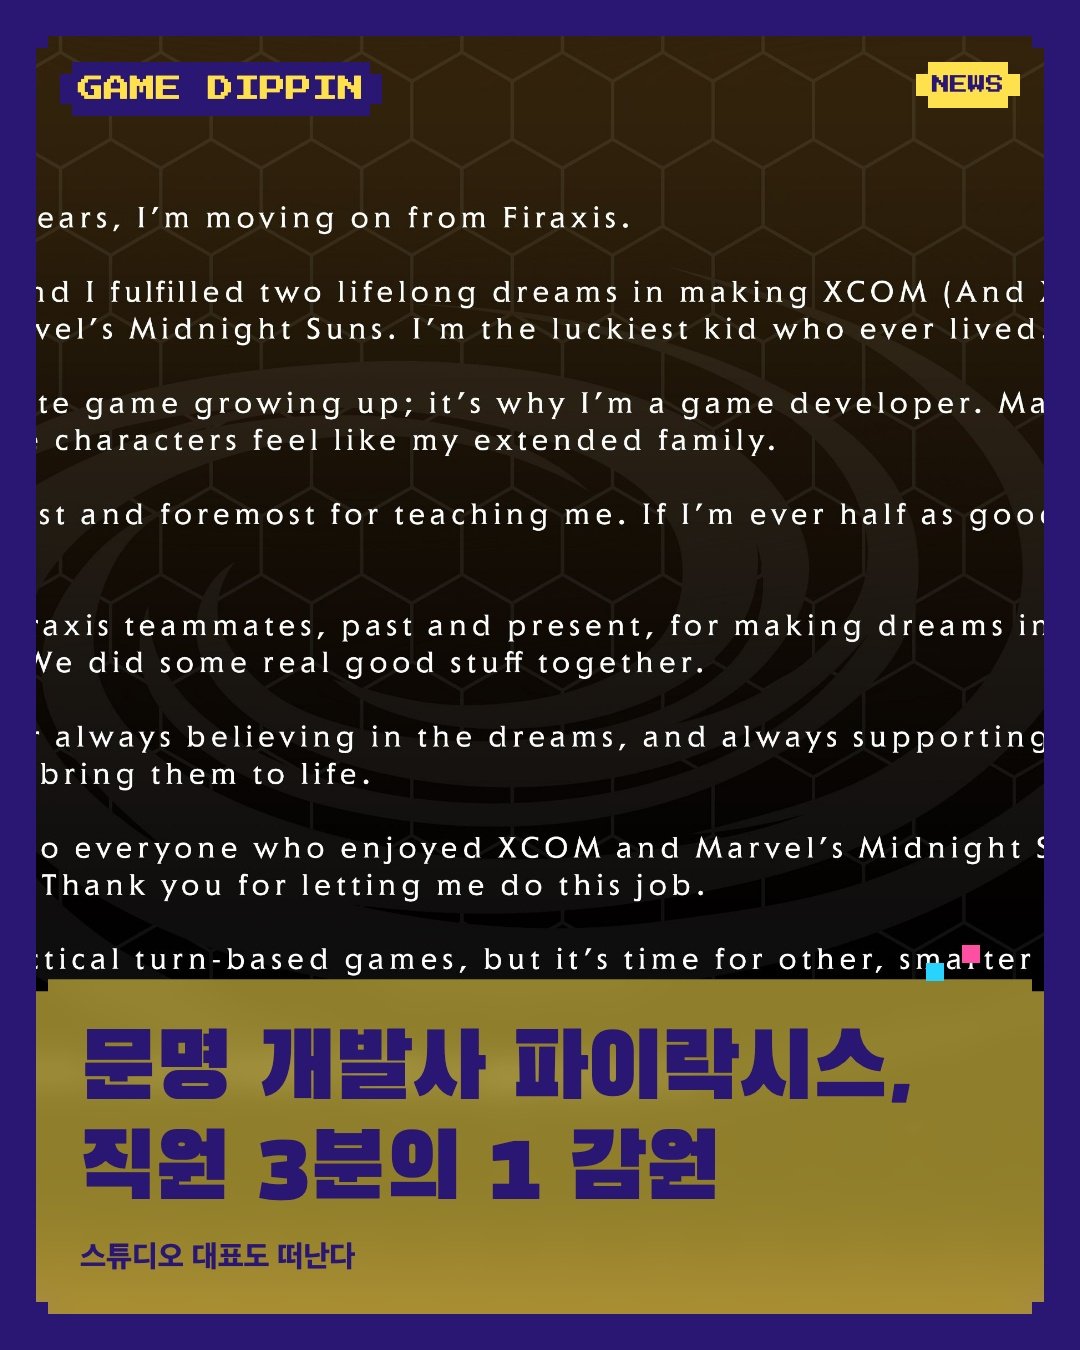 GAME DIPPIN
NEWS
ears, I’m moving on from Firaxis.
nd I fulfilled two lifelong dreams in making XCOM (And
vel’s Midnight Suns. I’m the luckiest kid who ever lived.
te game growing up; it’s why I’m a game developer. Ma
characters feel like my extended family.
st and foremost for teaching me. If I’m ever half as good
raxis teammates, past and present, for making dreams in
We did some real good stuff together.
always believing in the dreams, and always supporting
bring them to life.
o everyone who enjoyed XCOM and Marvel’s Midnight S
Thank you for letting me do this job.
ctical turn-based games, but it’s time for other, smarter
문명 개발사 파이락시스,
직원 3분의 1 감원
스튜디오 대표도 떠난다